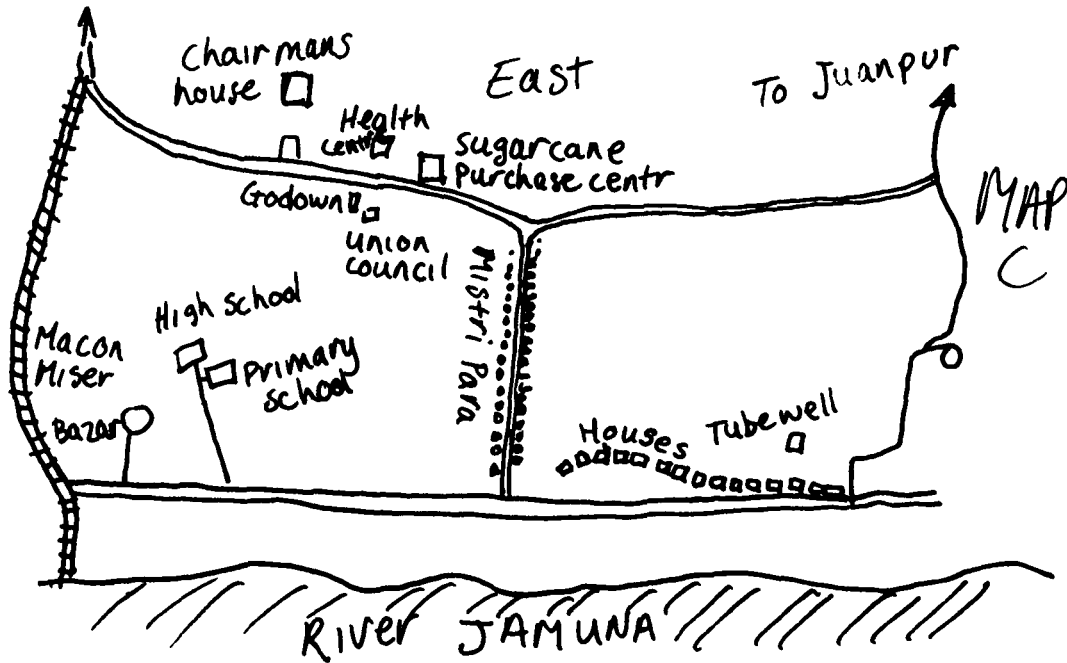 Chairmans
house
East
To Juanpur
Health
centr
Sugarcane
Purchase centr
MAP
C
Godown
union
council
Mistri Para
High school
Macon
Miser
Primary
school
Bazar
Houses
Tubewell
River JAMUNA